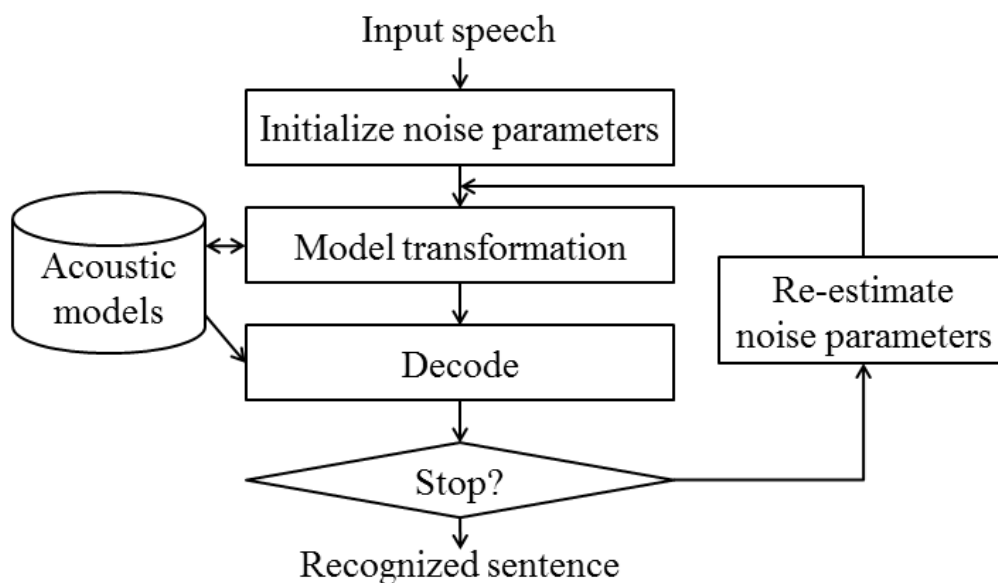 Input speech
Initialize noise parameters
Model transformation
Acoustic
models
Re-estimate
noise parameters
Decode
Stop?
Recognized sentence